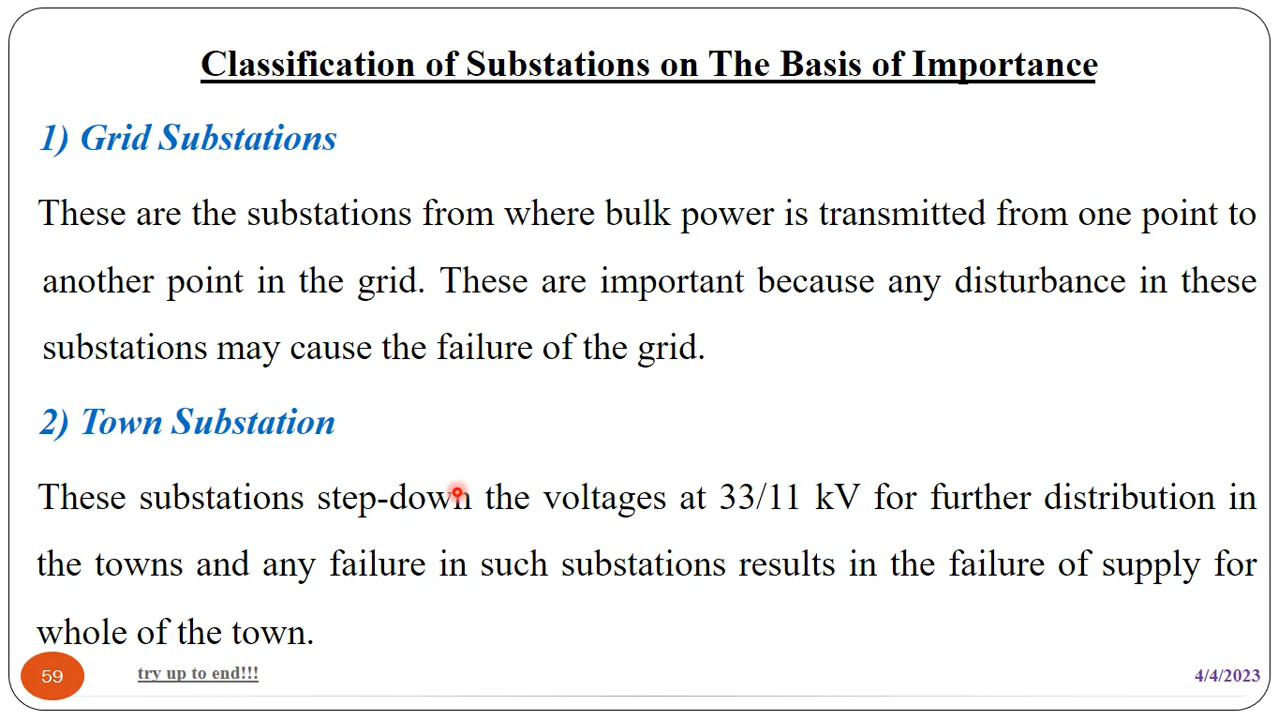 Classification of Substations on The Basis of Importance
1) Grid Substations
These are the substations from where bulk power is transmitted from one point to
another point in the grid. These are important because any disturbance in these
substations may cause the failure of the grid.
2) Town Substation
These substations step-down the voltages at 33/11 kV for further distribution in
the towns and any failure in such substations results in the failure of supply for
whole of the town.
59
try up to end!!!
4/4/2023